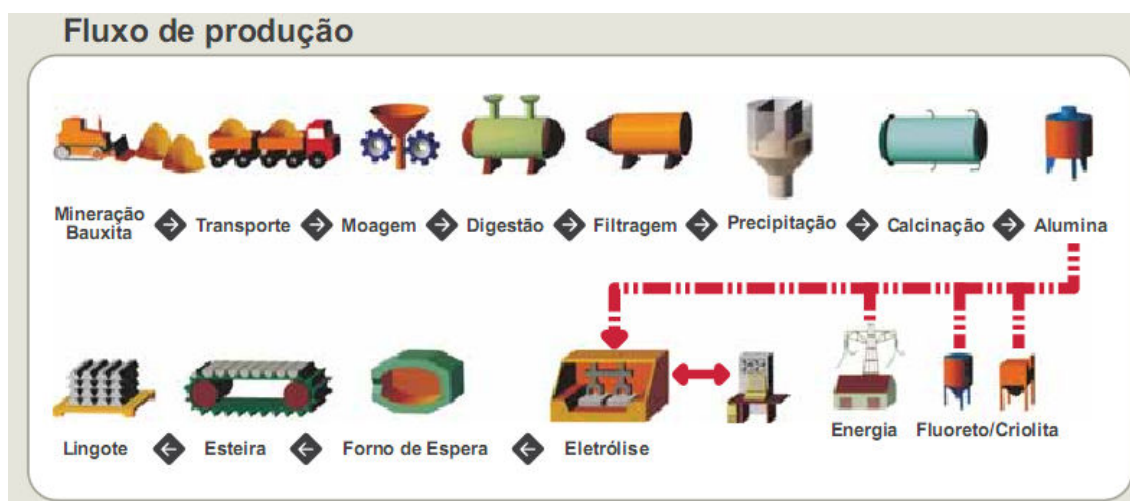 Fluxo de produção
Mineração
Bauxita
Transporte
Moagem
Digestão
Filtragem
Precipitação
Calcinação
Alumina
Energia
Fluoreto/Criolita
Lingote
Esteira
Forno de Espera
Eletrólise